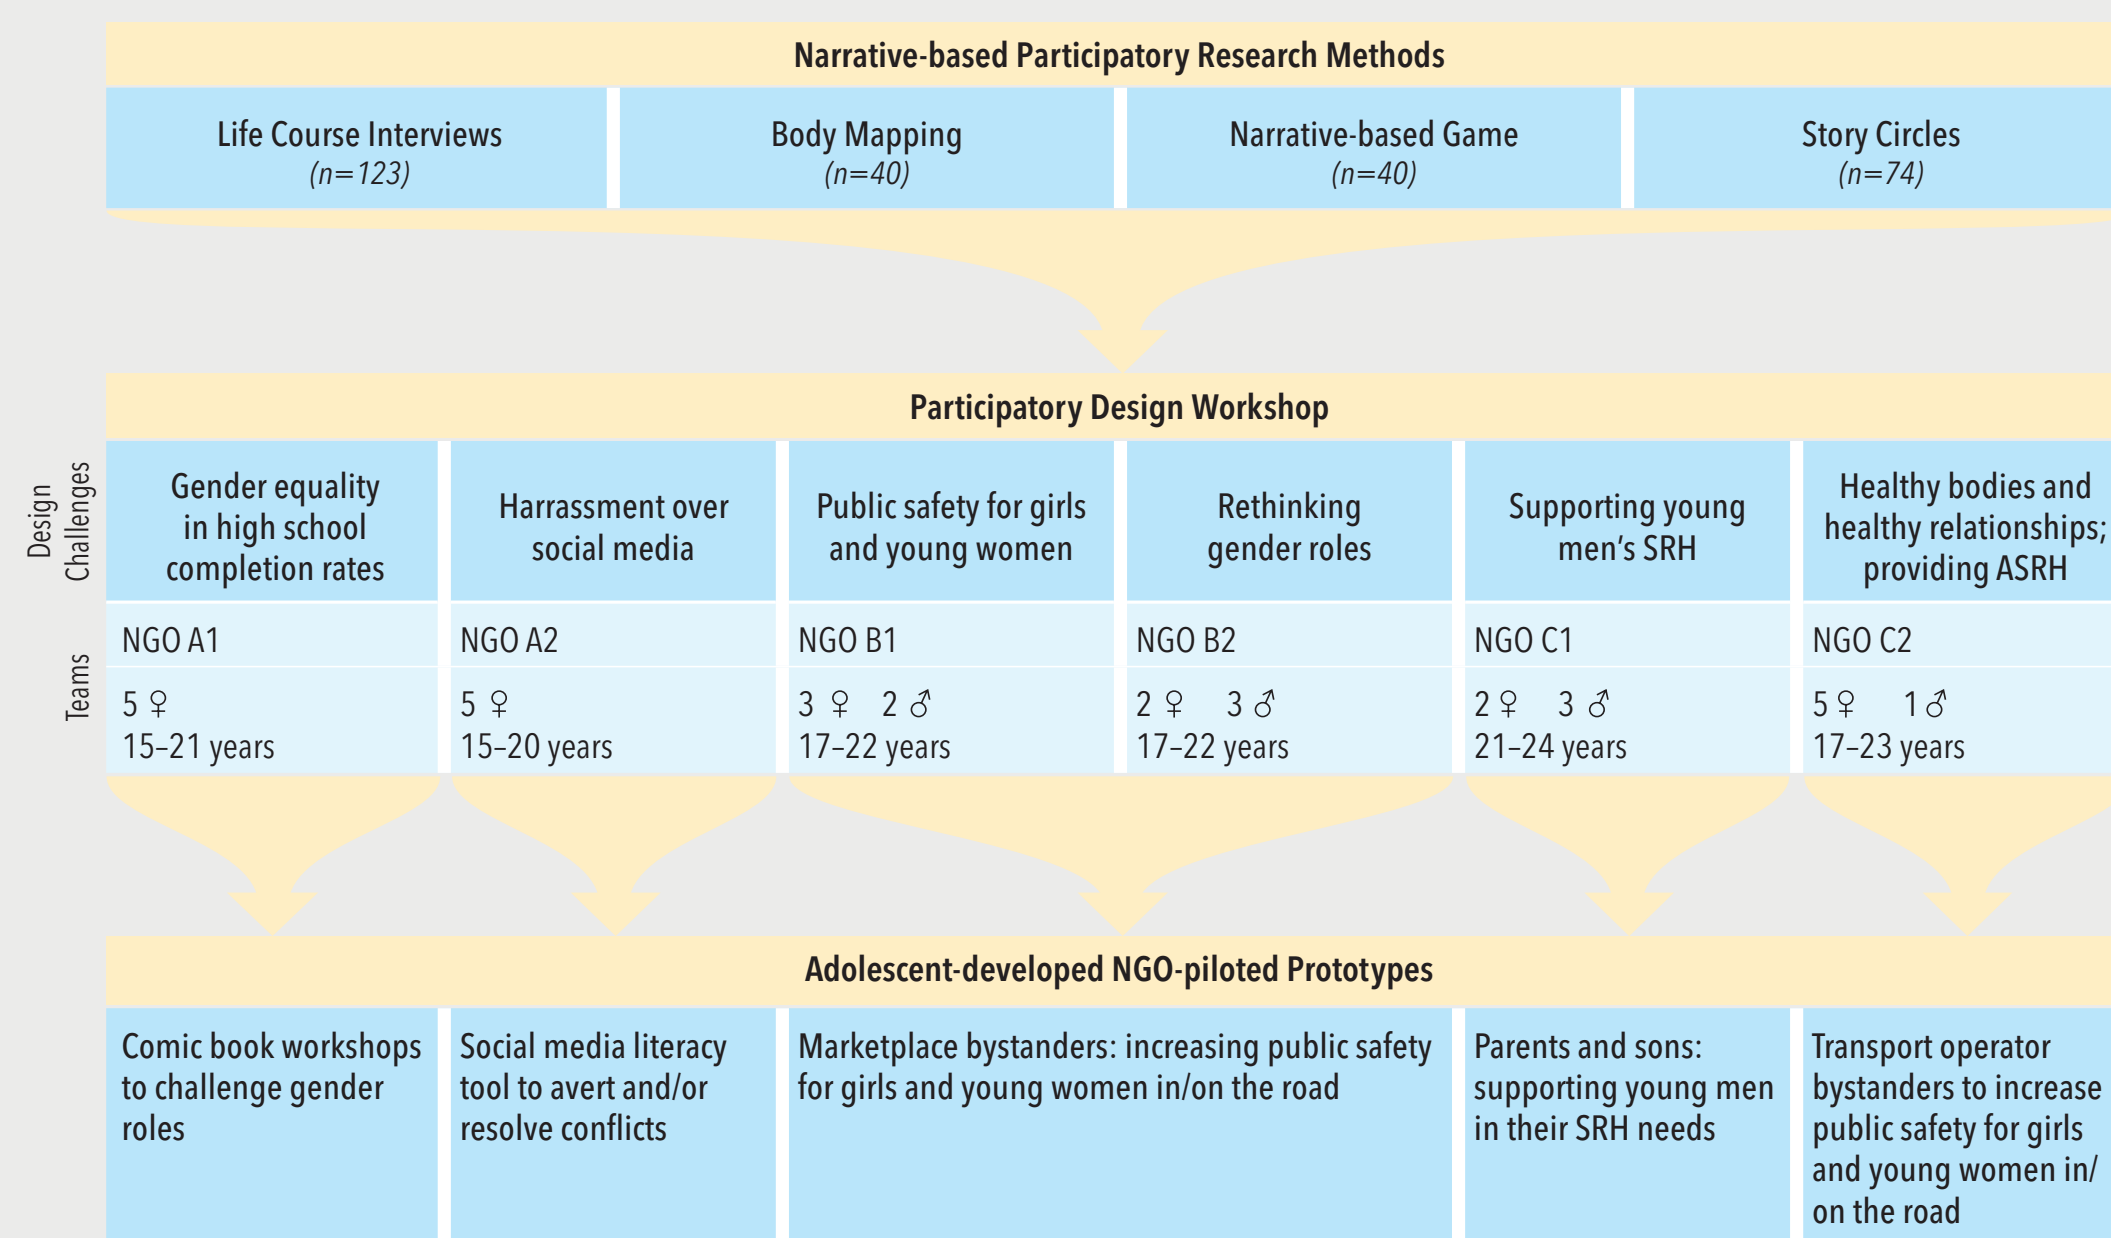 Narrative-based Participatory Research Methods
Life Course Interviews
(n=123)
Body Mapping
(n=40)
Narrative-based Game
(n=40)
Story Circles
(n=74)
Participatory Design Workshop
Design
Challenges
Gender equality
in high school
completion rates
Harrassment over
social media
Public safety for girls
and young women
Rethinking
gender roles
Supporting young
men's SRH
Healthy bodies and
healthy relationships;
providing ASRH
Teams
NGO A1
5 ♀
15–21 years
NGO A2
5 ♀
15–20 years
NGO B1
3 ♀ 2 ♂
17–22 years
NGO B2
2 ♀ 3 ♂
17–22 years
NGO C1
2 ♀ 3 ♂
21–24 years
NGO C2
5 ♀ 1 ♂
17–23 years
Adolescent-developed NGO-piloted Prototypes
Comic book workshops
to challenge gender
roles
Social media literacy
tool to avert and/or
resolve conflicts
Marketplace bystanders: increasing public safety
for girls and young women in/on the road
Parents and sons:
supporting young men
in their SRH needs
Transport operator
bystanders to increase
public safety for girls
and young women in/
on the road